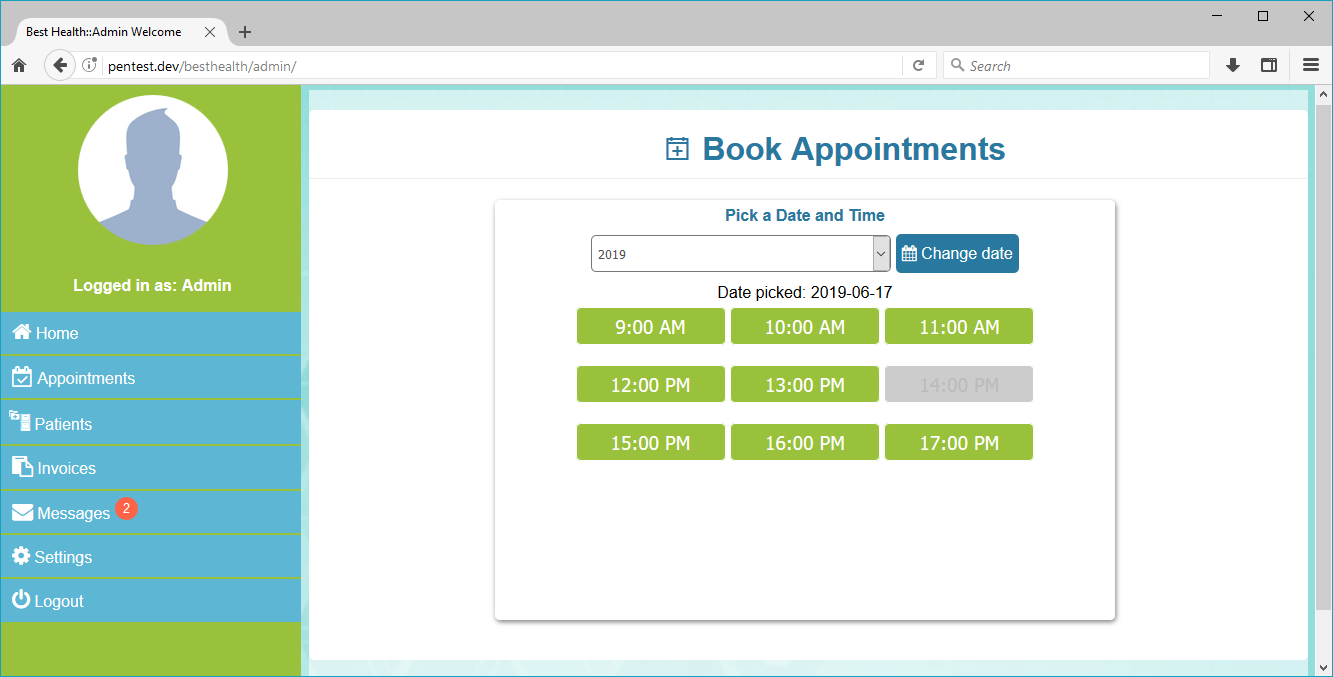 Best Health::Admin Welcome
pentest.dev/besthealth/admin/
Search
Logged in as: Admin
Home
Appointments
Patients
Invoices
Messages 2
Settings
Logout
Book Appointments
Pick a Date and Time
2019
Change date
Date picked: 2019-06-17
9:00 AM 10:00 AM 11:00 AM
12:00 PM 13:00 PM 14:00 PM
15:00 PM 16:00 PM 17:00 PM